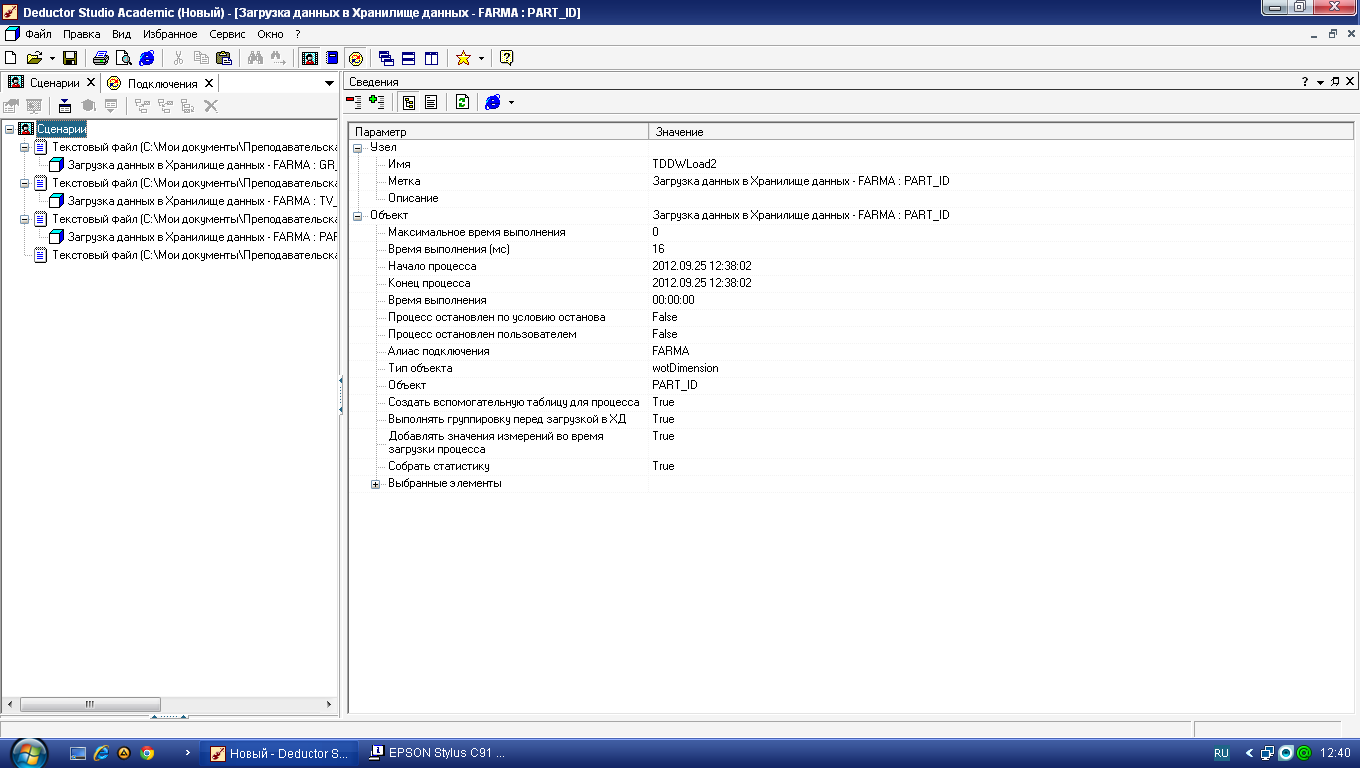 Deductor Studio Academic (Новый) - [Загрузка данных в Хранилище данных - FARMA : PART_ID]
Файл Правка Вид Избранное Сервис Окно ?
Сценарии Подключения
Сведения
Сценарии
Текстовый файл (C:\Мои документы\Преподавательска
Загрузка данных в Хранилище данных - FARMA : GR_
Текстовый файл (C:\Мои документы\Преподавательска
Загрузка данных в Хранилище данных - FARMA : TV_
Текстовый файл (C:\Мои документы\Преподавательска
Загрузка данных в Хранилище данных - FARMA : PAR
Текстовый файл (C:\Мои документы\Преподавательска
Параметр Значение
Узел
Имя TDDWLoad2
Метка Загрузка данных в Хранилище данных - FARMA : PART_ID
Описание
Объект Загрузка данных в Хранилище данных - FARMA : PART_ID
Максимальное время выполнения 0
Время выполнения (мс) 16
Начало процесса 2012.09.25 12:38:02
Конец процесса 2012.09.25 12:38:02
Время выполнения 00:00:00
Процесс остановлен по условию останова False
Процесс остановлен пользователем False
Алиас подключения FARMA
Тип объекта wotDimension
Объект PART_ID
Создать вспомогательную таблицу для процесса True
Выполнять группировку перед загрузкой в ХД True
Добавлять значения измерений во время True
загрузки процесса
Собрать статистику True
Выбранные элементы
Новый - Deductor S... EPSON Stylus C91 ... RU 12:40